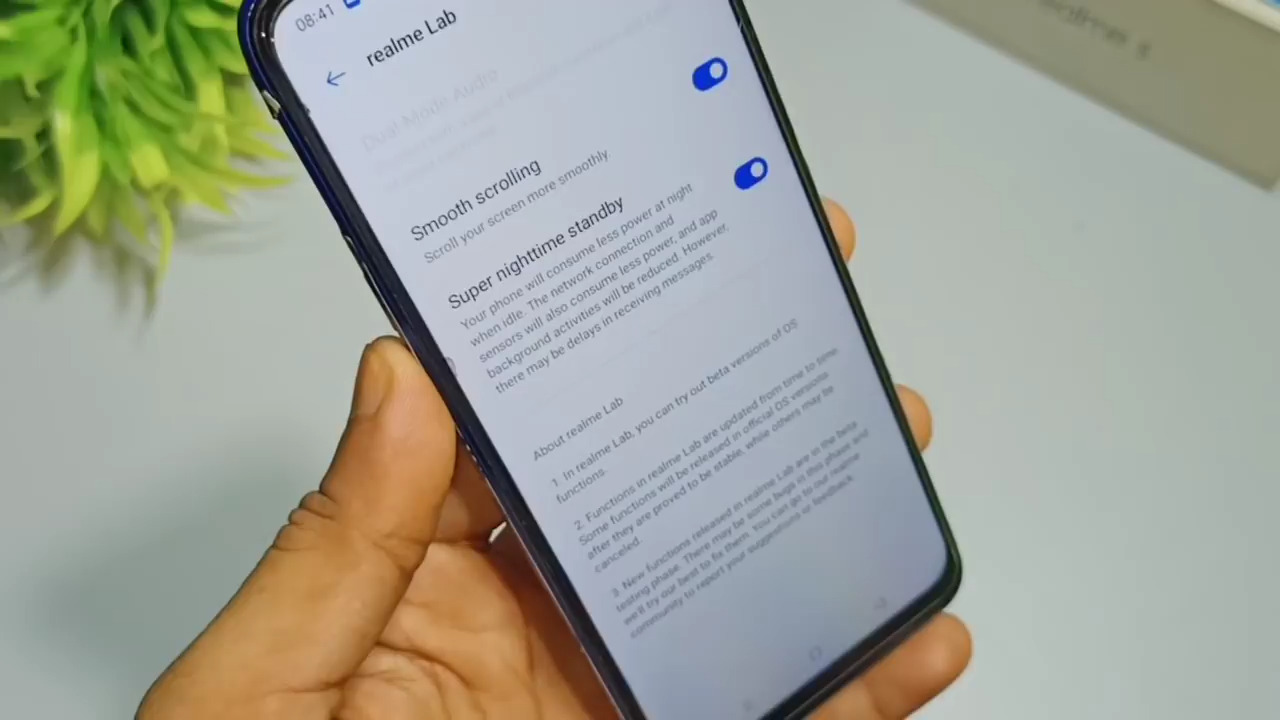 08:41
realme Lab
Dual Mode Audio
Smooth scrolling
Scroll your screen more smoothly
Super nighttime standby
Your phone will consume less power at night
when idle. The network connection and
sensors will also consume less power, and app
background activities will be reduced. However,
there may be delays in receiving messages.
About realme Lab
1. In realme Lab, you can try out beta versions of OS
functions.
2. Functions in realme Lab are updated from time to time.
Some functions will be released in official OS versions
after they are proved to be stable, while others may be
canceled.
3. New functions released in realme Lab are in the beta
testing phase. There may be some bugs in this phase and
we'll try our best to fix them. You can go to our realme
community to report your suggestions or feedback.